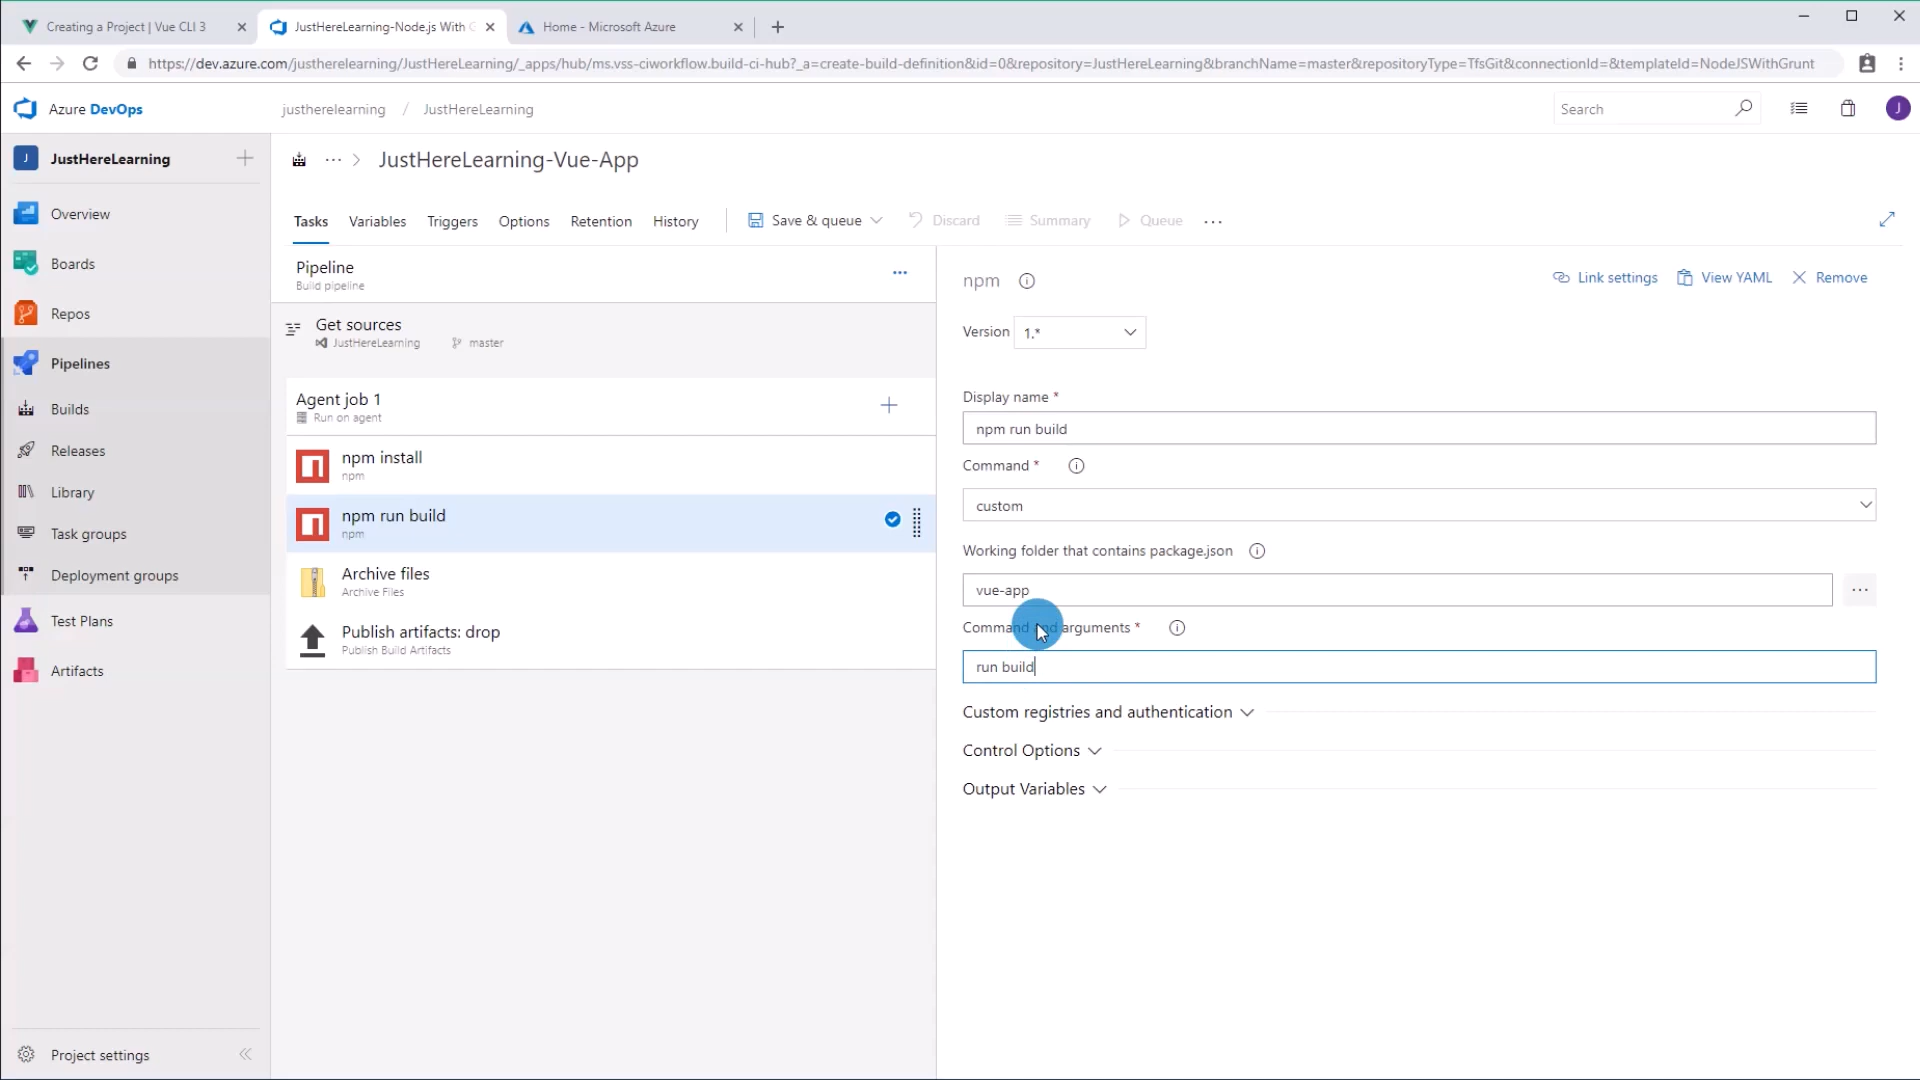 Creating a Project | Vue CLI 3
JustHereLearning-Node.js With G
Home - Microsoft Azure
https://dev.azure.com/justherelearning/JustHereLearning/_apps/hub/ms.vss-ciworkflow.build-ci-hub?_a=create-build-definition&id=0&repository=JustHereLearning&branchName=master&repositoryType=TfsGit&connectionId=&templateId=NodeJSWithGrunt
Azure DevOps
justherelearning / JustHereLearning
Search
J
J JustHereLearning
Overview
Boards
Repos
Pipelines
Builds
Releases
Library
Task groups
Deployment groups
Test Plans
Artifacts
Project settings
... > JustHereLearning-Vue-App
Tasks Variables Triggers Options Retention History Save & queue Discard Summary Queue ...
Pipeline
Build pipeline
...
Get sources
JustHereLearning master
Agent job 1
Run on agent
npm install
npm
npm run build
npm
Archive files
Archive Files
Publish artifacts: drop
Publish Build Artifacts
npm
Link settings View YAML Remove
Version 1.*
Display name *
npm run build
Command *
custom
Working folder that contains package.json
vue-app
...
Command and arguments *
run build
Custom registries and authentication
Control Options
Output Variables